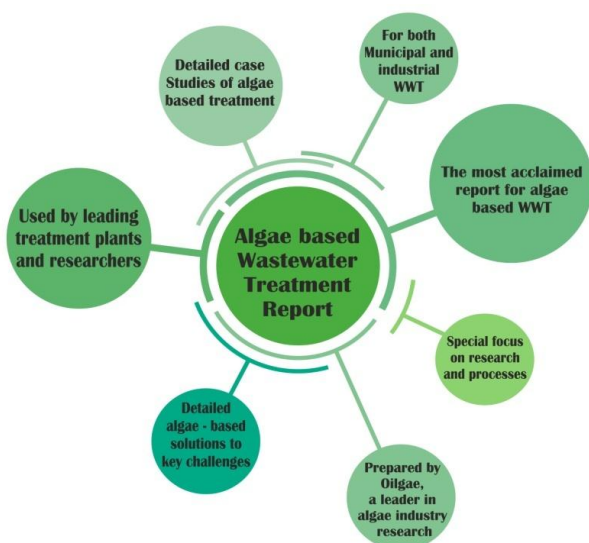 Detailed case
Studies of algae
based treatment
For both
Municipal and
industrial
WWT
The most acclaimed
report for algae
based WWT
Used by leading
treatment plants
and researchers
Algae based
Wastewater
Treatment
Report
Special focus
on research
and processes
Detailed
algae - based
solutions to
key challenges
Prepared by
Oilgae,
a leader in
algae industry
research